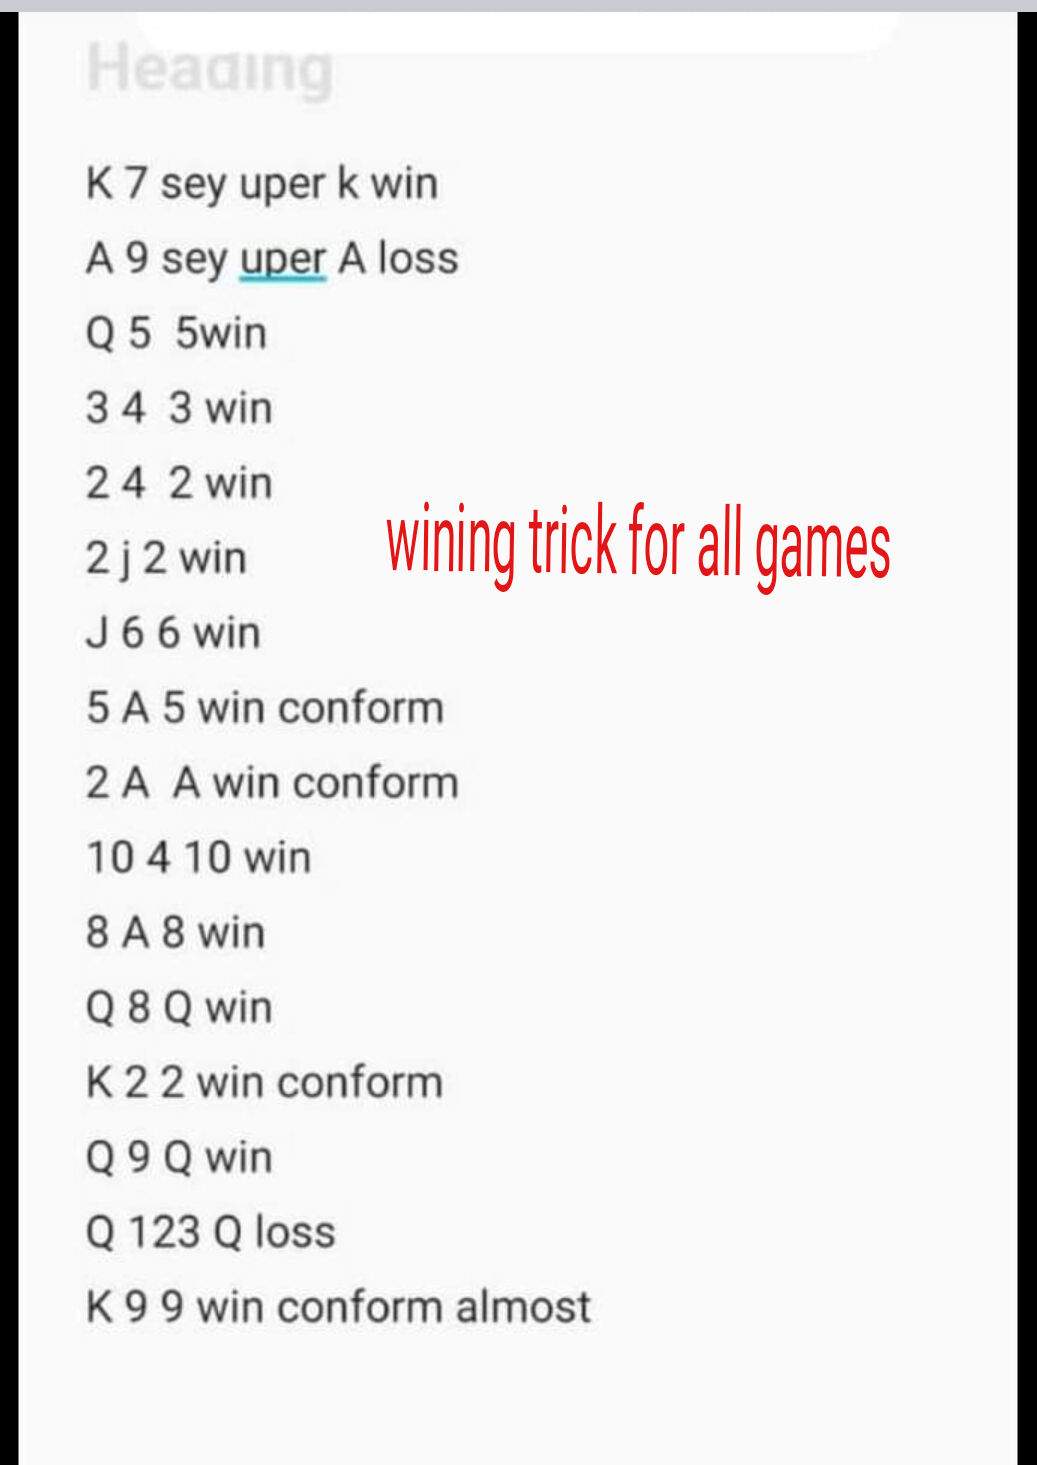 Heading
K 7 sey uper k win
A 9 sey uper A loss
Q 5  5win
3 4  3 win
2 4  2 win
wining trick for all games
2 j 2 win
J 6 6 win
5 A 5 win conform
2 A  A win conform
10 4 10 win
8 A 8 win
Q 8 Q win
K 2 2 win conform
Q 9 Q win
Q 123 Q loss
K 9 9 win conform almost